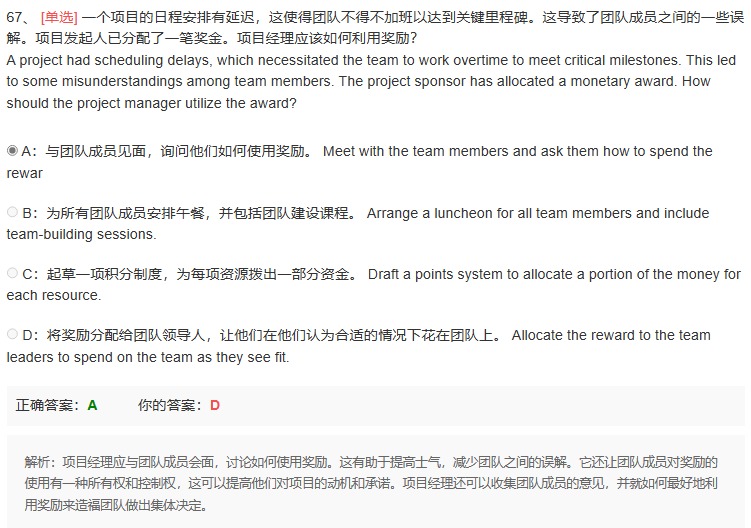 67、 [单选] 一个项目的日程安排有延迟，这使得团队不得不加班以达到关键里程碑。这导致了团队成员之间的一些误
解。项目发起人已分配了一笔奖金。项目经理应该如何利用奖励？
A project had scheduling delays, which necessitated the team to work overtime to meet critical milestones. This led
to some misunderstandings among team members. The project sponsor has allocated a monetary award. How
should the project manager utilize the award?
A：与团队成员见面，询问他们如何使用奖励。 Meet with the team members and ask them how to spend the
rewar
B：为所有团队成员安排午餐，并包括团队建设课程。 Arrange a luncheon for all team members and include
team-building sessions.
C：起草一项积分制度，为每项资源拨出一部分资金。 Draft a points system to allocate a portion of the money for
each resource.
D：将奖励分配给团队领导人，让他们在他们认为合适的情况下花在团队上。 Allocate the reward to the team
leaders to spend on the team as they see fit.
正确答案：A 你的答案：D
解析：项目经理应与团队成员会面，讨论如何使用奖励。这有助于提高士气，减少团队之间的误解。它还让团队成员对奖励的
使用有一种所有权和控制权，这可以提高他们对项目的动机和承诺。项目经理还可以收集团队成员的意见，并就如何最好地利
用奖励来造福团队做出集体决定。